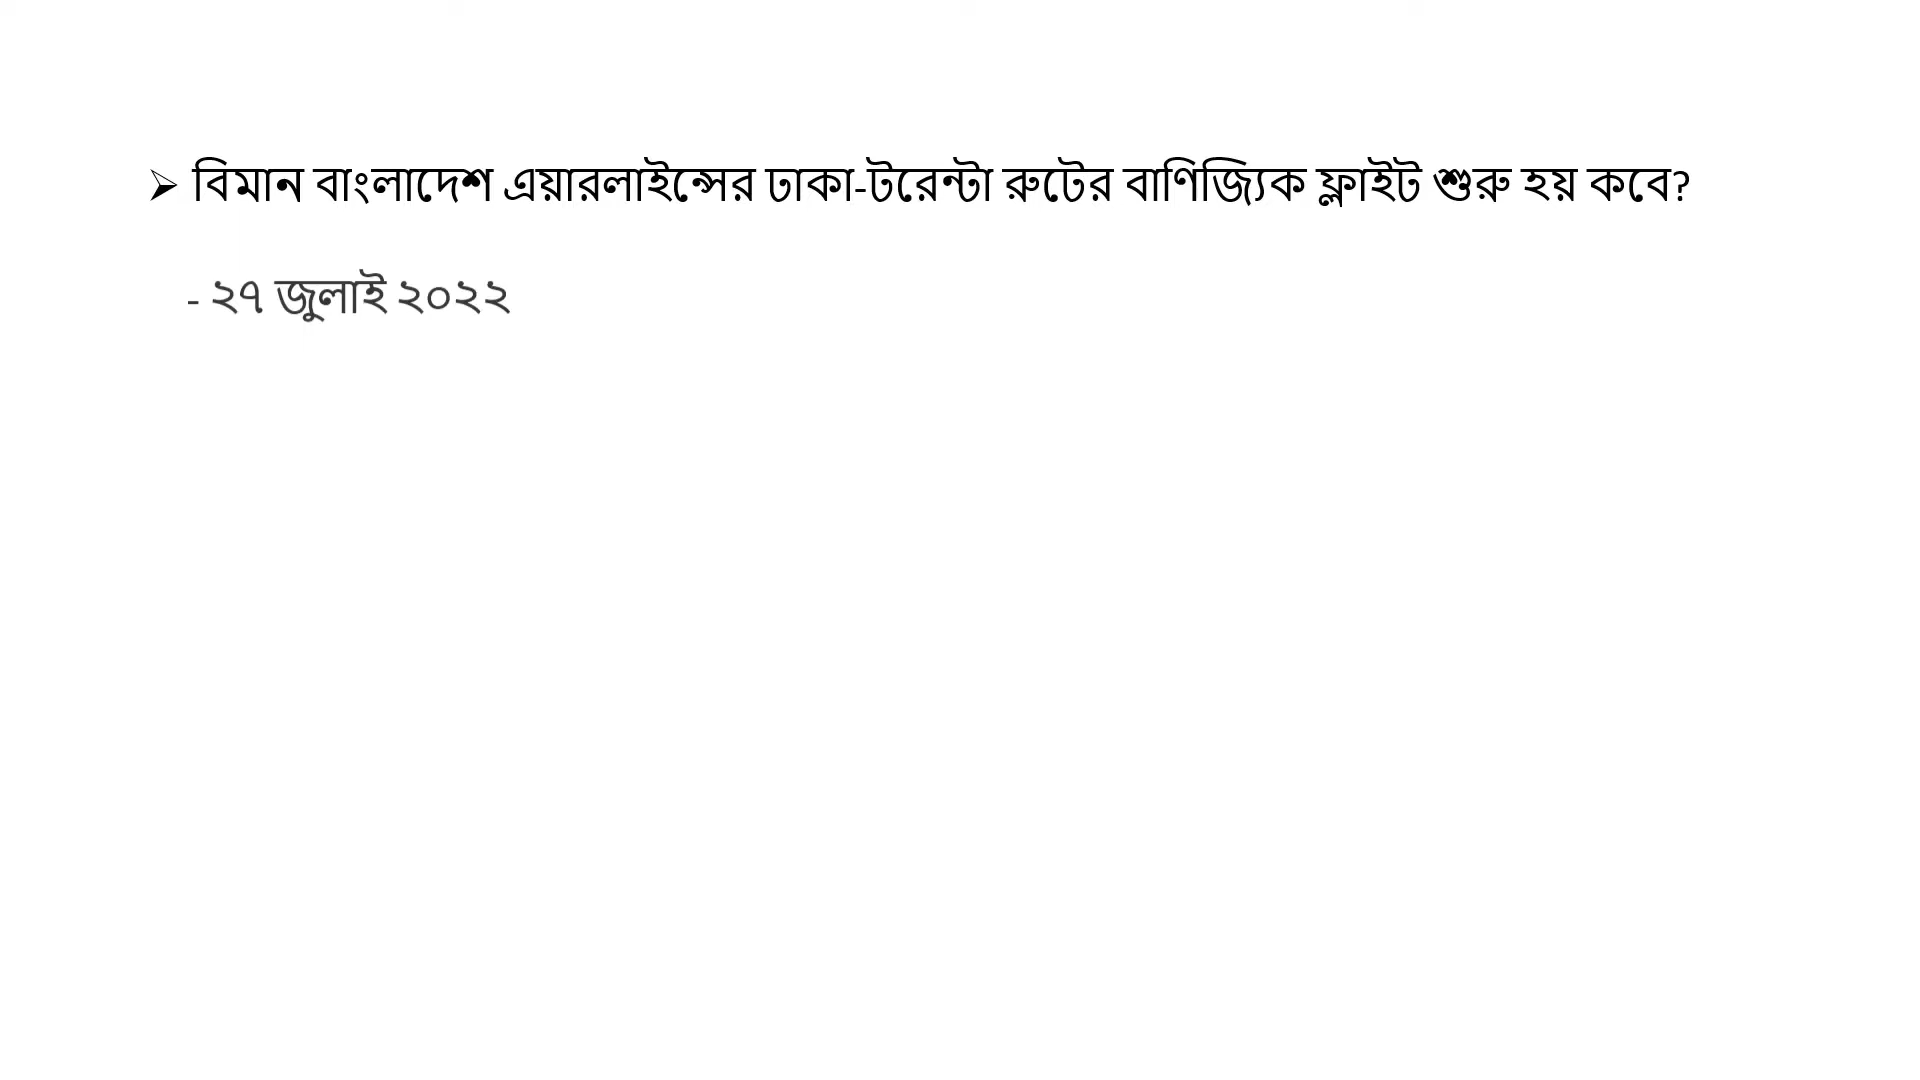 ➢ বিমান বাংলাদেশ এয়ারলাইন্সের ঢাকা-টরেন্টা রুটের বাণিজ্যিক ফ্লাইট শুরু হয় কবে?
- ২৭ জুলাই ২০২২